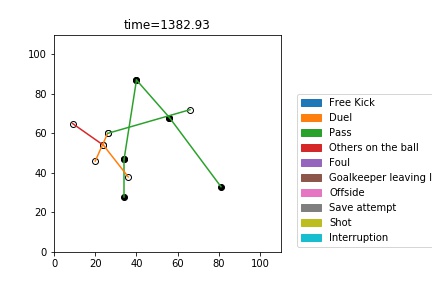 time=1382.93
100
80
60
40
20
0
0 20 40 60 80 100
Free Kick
Duel
Pass
Others on the ball
Foul
Goalkeeper leaving l
Offside
Save attempt
Shot
Interruption